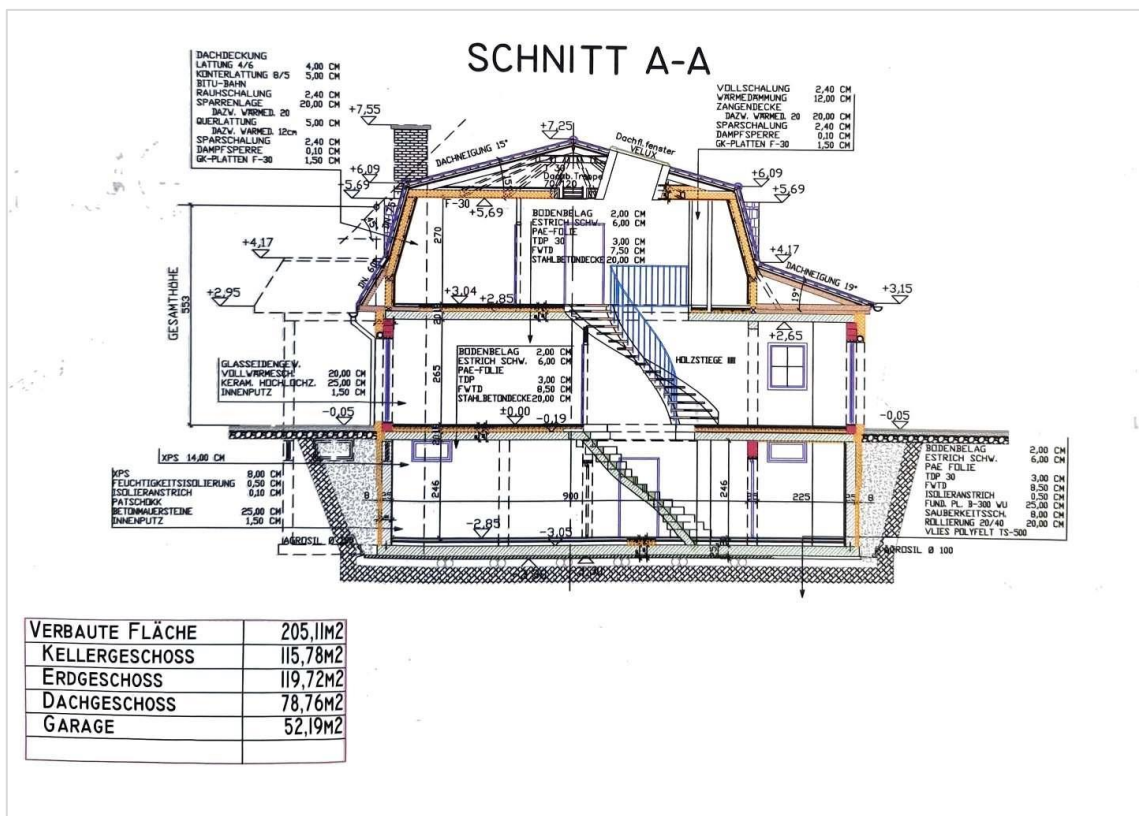 SCHNITT A-A
DACHDECKUNG
LATTUNG 4/6 4,00 CM
KONTERLATTUNG 8/5 5,00 CM
BITU-BAHN
RAUHSCHALUNG 2,40 CM
SPARRENLAGE 20,00 CM
DAZW. WÄRMED. 20
QUERLATTUNG 5,00 CM
DAZW. WÄRMED. 12cm
SPARSCHALUNG 2,40 CM
DAMPFSPERRE 0,10 CM
GK-PLATTEN F-30 1,50 CM
VOLLSCHALUNG 2,40 CM
WÄRMEDÄMMUNG 12,00 CM
ZANGENDECKE
DAZW. WÄRMED. 20 20,00 CM
SPARSCHALUNG 2,40 CM
DAMPFSPERRE 0,10 CM
GK-PLATTEN F-30 1,50 CM
+7,55
+7,25
DACHNEIGUNG 15°
Dachfl.fenster
VELUX
+6,09
+5,69
+6,09
+5,69
70/120
F-30
+5,69
45°
DN 60°
270
BODENBELAG 2,00 CM
ESTRICH SCHW. 6,00 CM
PAE-FOLIE
TDP 30 3,00 CM
FWTD 7,50 CM
STAHLBETONDECKE 20,00 CM
+4,17
+4,17
DACHNEIGUNG 19°
19°
+2,95
+3,04
+2,85
+3,15
GESAMTHÖHE
553
+2,65
HOLZSTIEGE
265
BODENBELAG 2,00 CM
ESTRICH SCHW. 6,00 CM
PAE-FOLIE
TDP 3,00 CM
FWTD 8,50 CM
STAHLBETONDECKE 20,00 CM
GLASSEIDENGEW.
VOLLWÄRMESCH. 20,00 CM
KERAM. HOCHLOCHZ. 25,00 CM
INNENPUTZ 1,50 CM
-0,05
±0.00
-0,19
-0,05
XPS 14,00 CM
XPS 8,00 CM
FEUCHTIGKEITSISOLIERUNG 0,50 CM
ISOLIERANSTRICH 0,10 CM
PATSCHOKK
BETONMAUERSTEINE 25,00 CM
INNENPUTZ 1,50 CM
8
25
246
900
246
25
225
25
8
BODENBELAG 2,00 CM
ESTRICH SCHW. 6,00 CM
PAE FOLIE
TDP 30 3,00 CM
FWTD 8,50 CM
ISOLIERANSTRICH 0,50 CM
FUND. PL. B-300 WU 25,00 CM
SAUBERKEITSSCH. 8,00 CM
ROLLIERUNG 20/40 20,00 CM
VLIES POLYFELT TS-500
-2,85
-3,05
AGROSIL Ø 100
VERBAUTE FLÄCHE 205,11M2
KELLERGESCHOSS 115,78M2
ERDGESCHOSS 119,72M2
DACHGESCHOSS 78,76M2
GARAGE 52,19M2